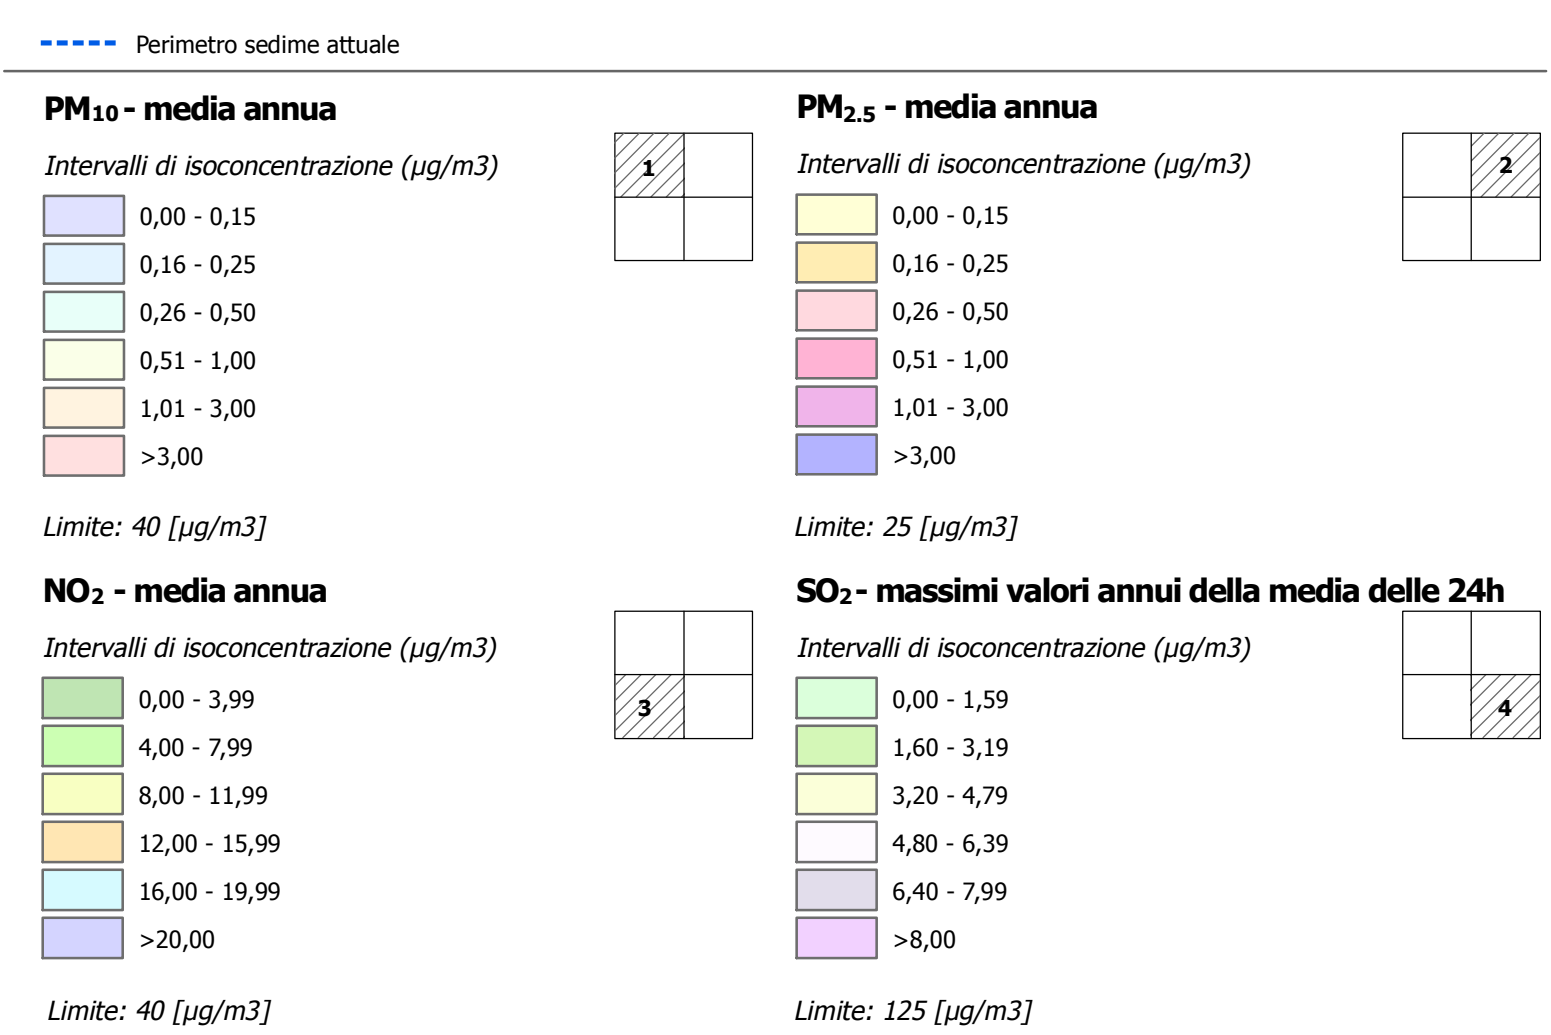 Perimetro sedime attuale
PM10 - media annua
Intervalli di isoconcentrazione (µg/m3)
1
0,00 - 0,15
0,16 - 0,25
0,26 - 0,50
0,51 - 1,00
1,01 - 3,00
>3,00
Limite: 40 [µg/m3]
PM2.5 - media annua
Intervalli di isoconcentrazione (µg/m3)
2
0,00 - 0,15
0,16 - 0,25
0,26 - 0,50
0,51 - 1,00
1,01 - 3,00
>3,00
Limite: 25 [µg/m3]
NO2 - media annua
Intervalli di isoconcentrazione (µg/m3)
3
0,00 - 3,99
4,00 - 7,99
8,00 - 11,99
12,00 - 15,99
16,00 - 19,99
>20,00
Limite: 40 [µg/m3]
SO2 - massimi valori annui della media delle 24h
Intervalli di isoconcentrazione (µg/m3)
4
0,00 - 1,59
1,60 - 3,19
3,20 - 4,79
4,80 - 6,39
6,40 - 7,99
>8,00
Limite: 125 [µg/m3]